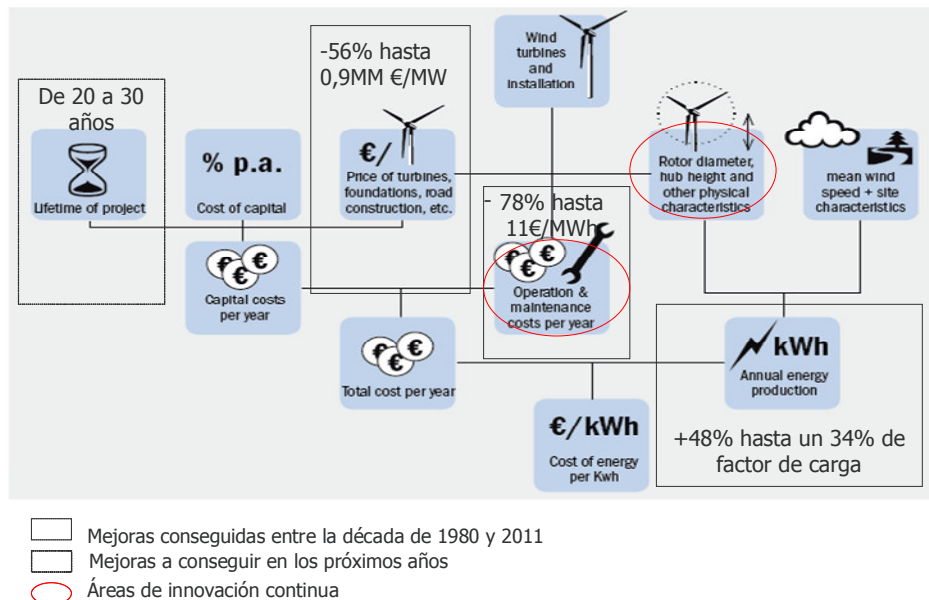 Wind
turbines
and
installation
-56% hasta
0,9MM €/MW
De 20 a 30
años
Lifetime of project
% p.a.
Cost of capital
€/
Price of turbines,
foundations, road
construction, etc.
Rotor diameter,
hub height and
other physical
characteristics
mean wind
speed + site
characteristics
- 78% hasta
11€/MWh
€ € €
Capital costs
per year
€ € €
Operation &
maintenance
costs per year
€ € €
Total cost per year
kWh
Annual energy
production
€/kWh
Cost of energy
per Kwh
+48% hasta un 34% de
factor de carga
Mejoras conseguidas entre la década de 1980 y 2011
Mejoras a conseguir en los próximos años
Áreas de innovación continua